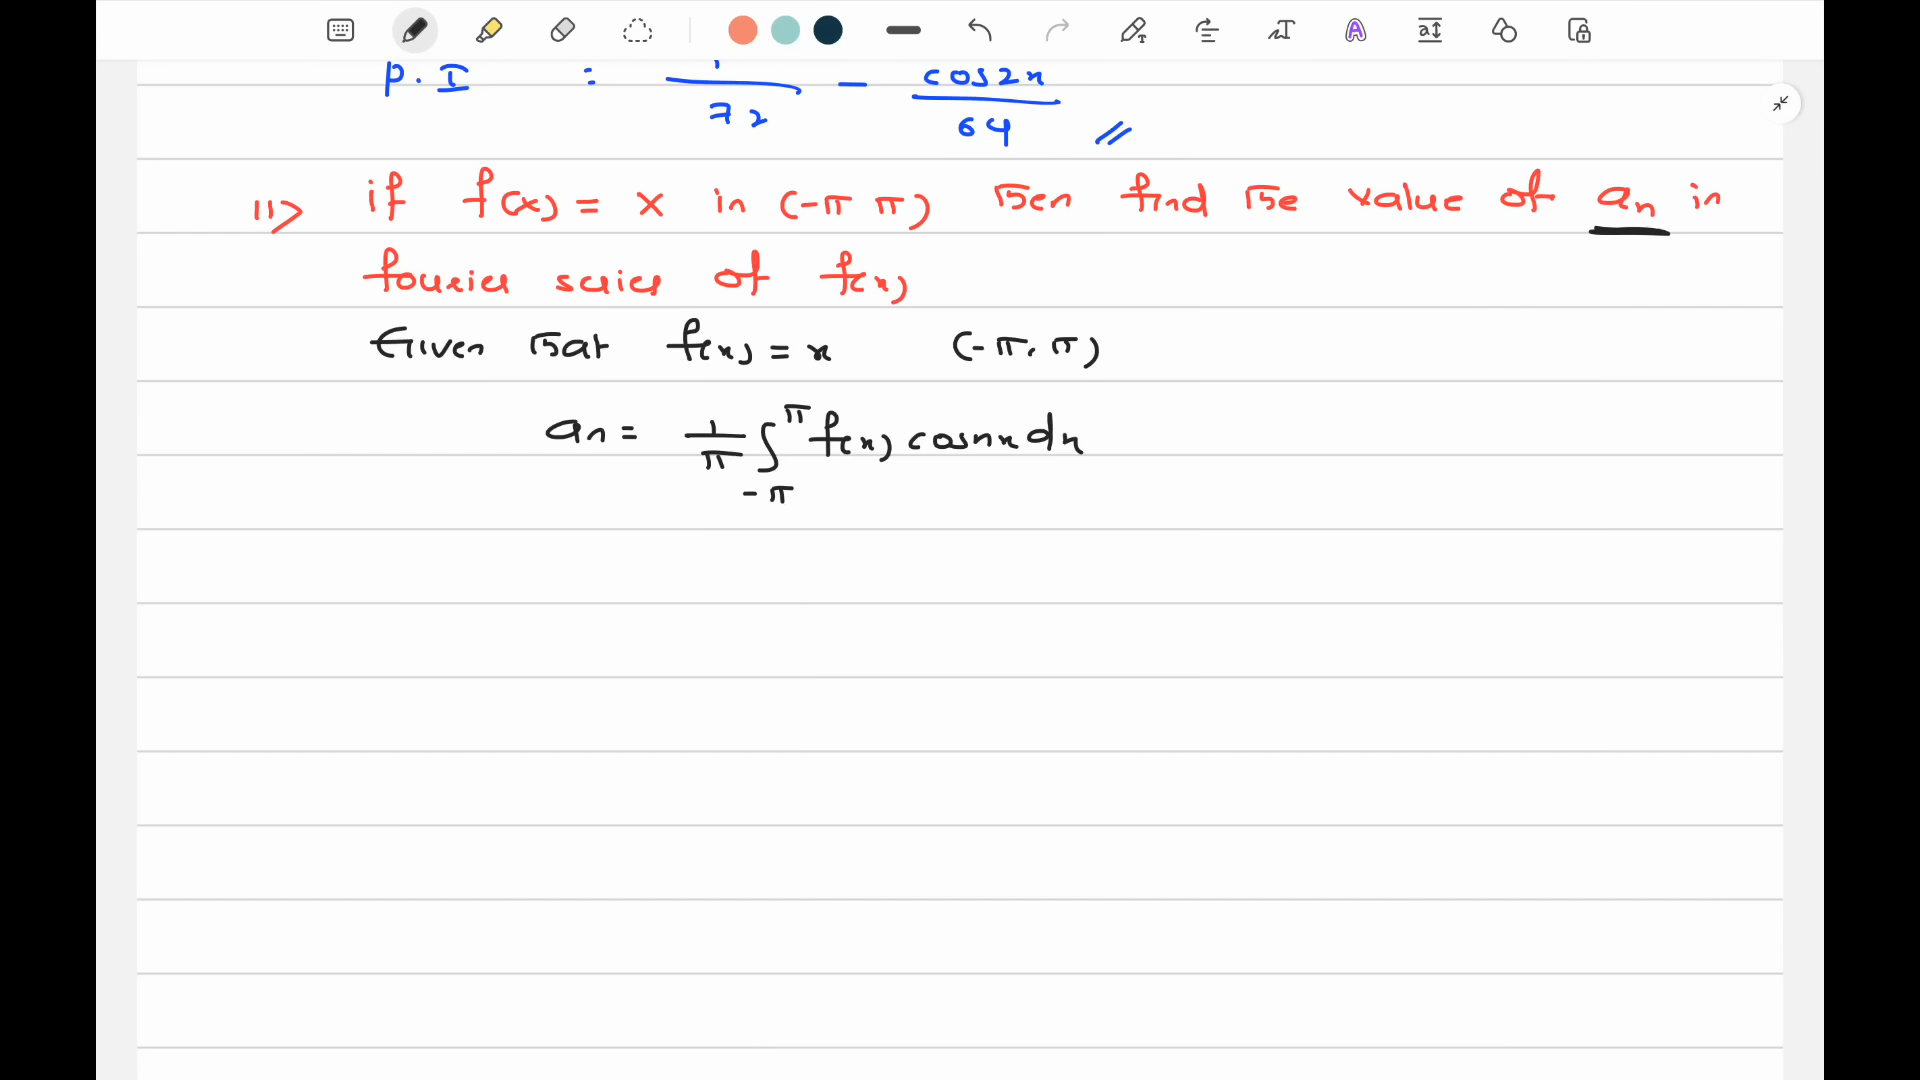 P.I : 1/72 - cos2x/64 //
11> if f(x) = x in (-π π) then find the value of an in
fourier series of f(x)
Given that f(x) = x (-π, π)
an = 1/π ∫_{-π}^{π} f(x) cosnx dx